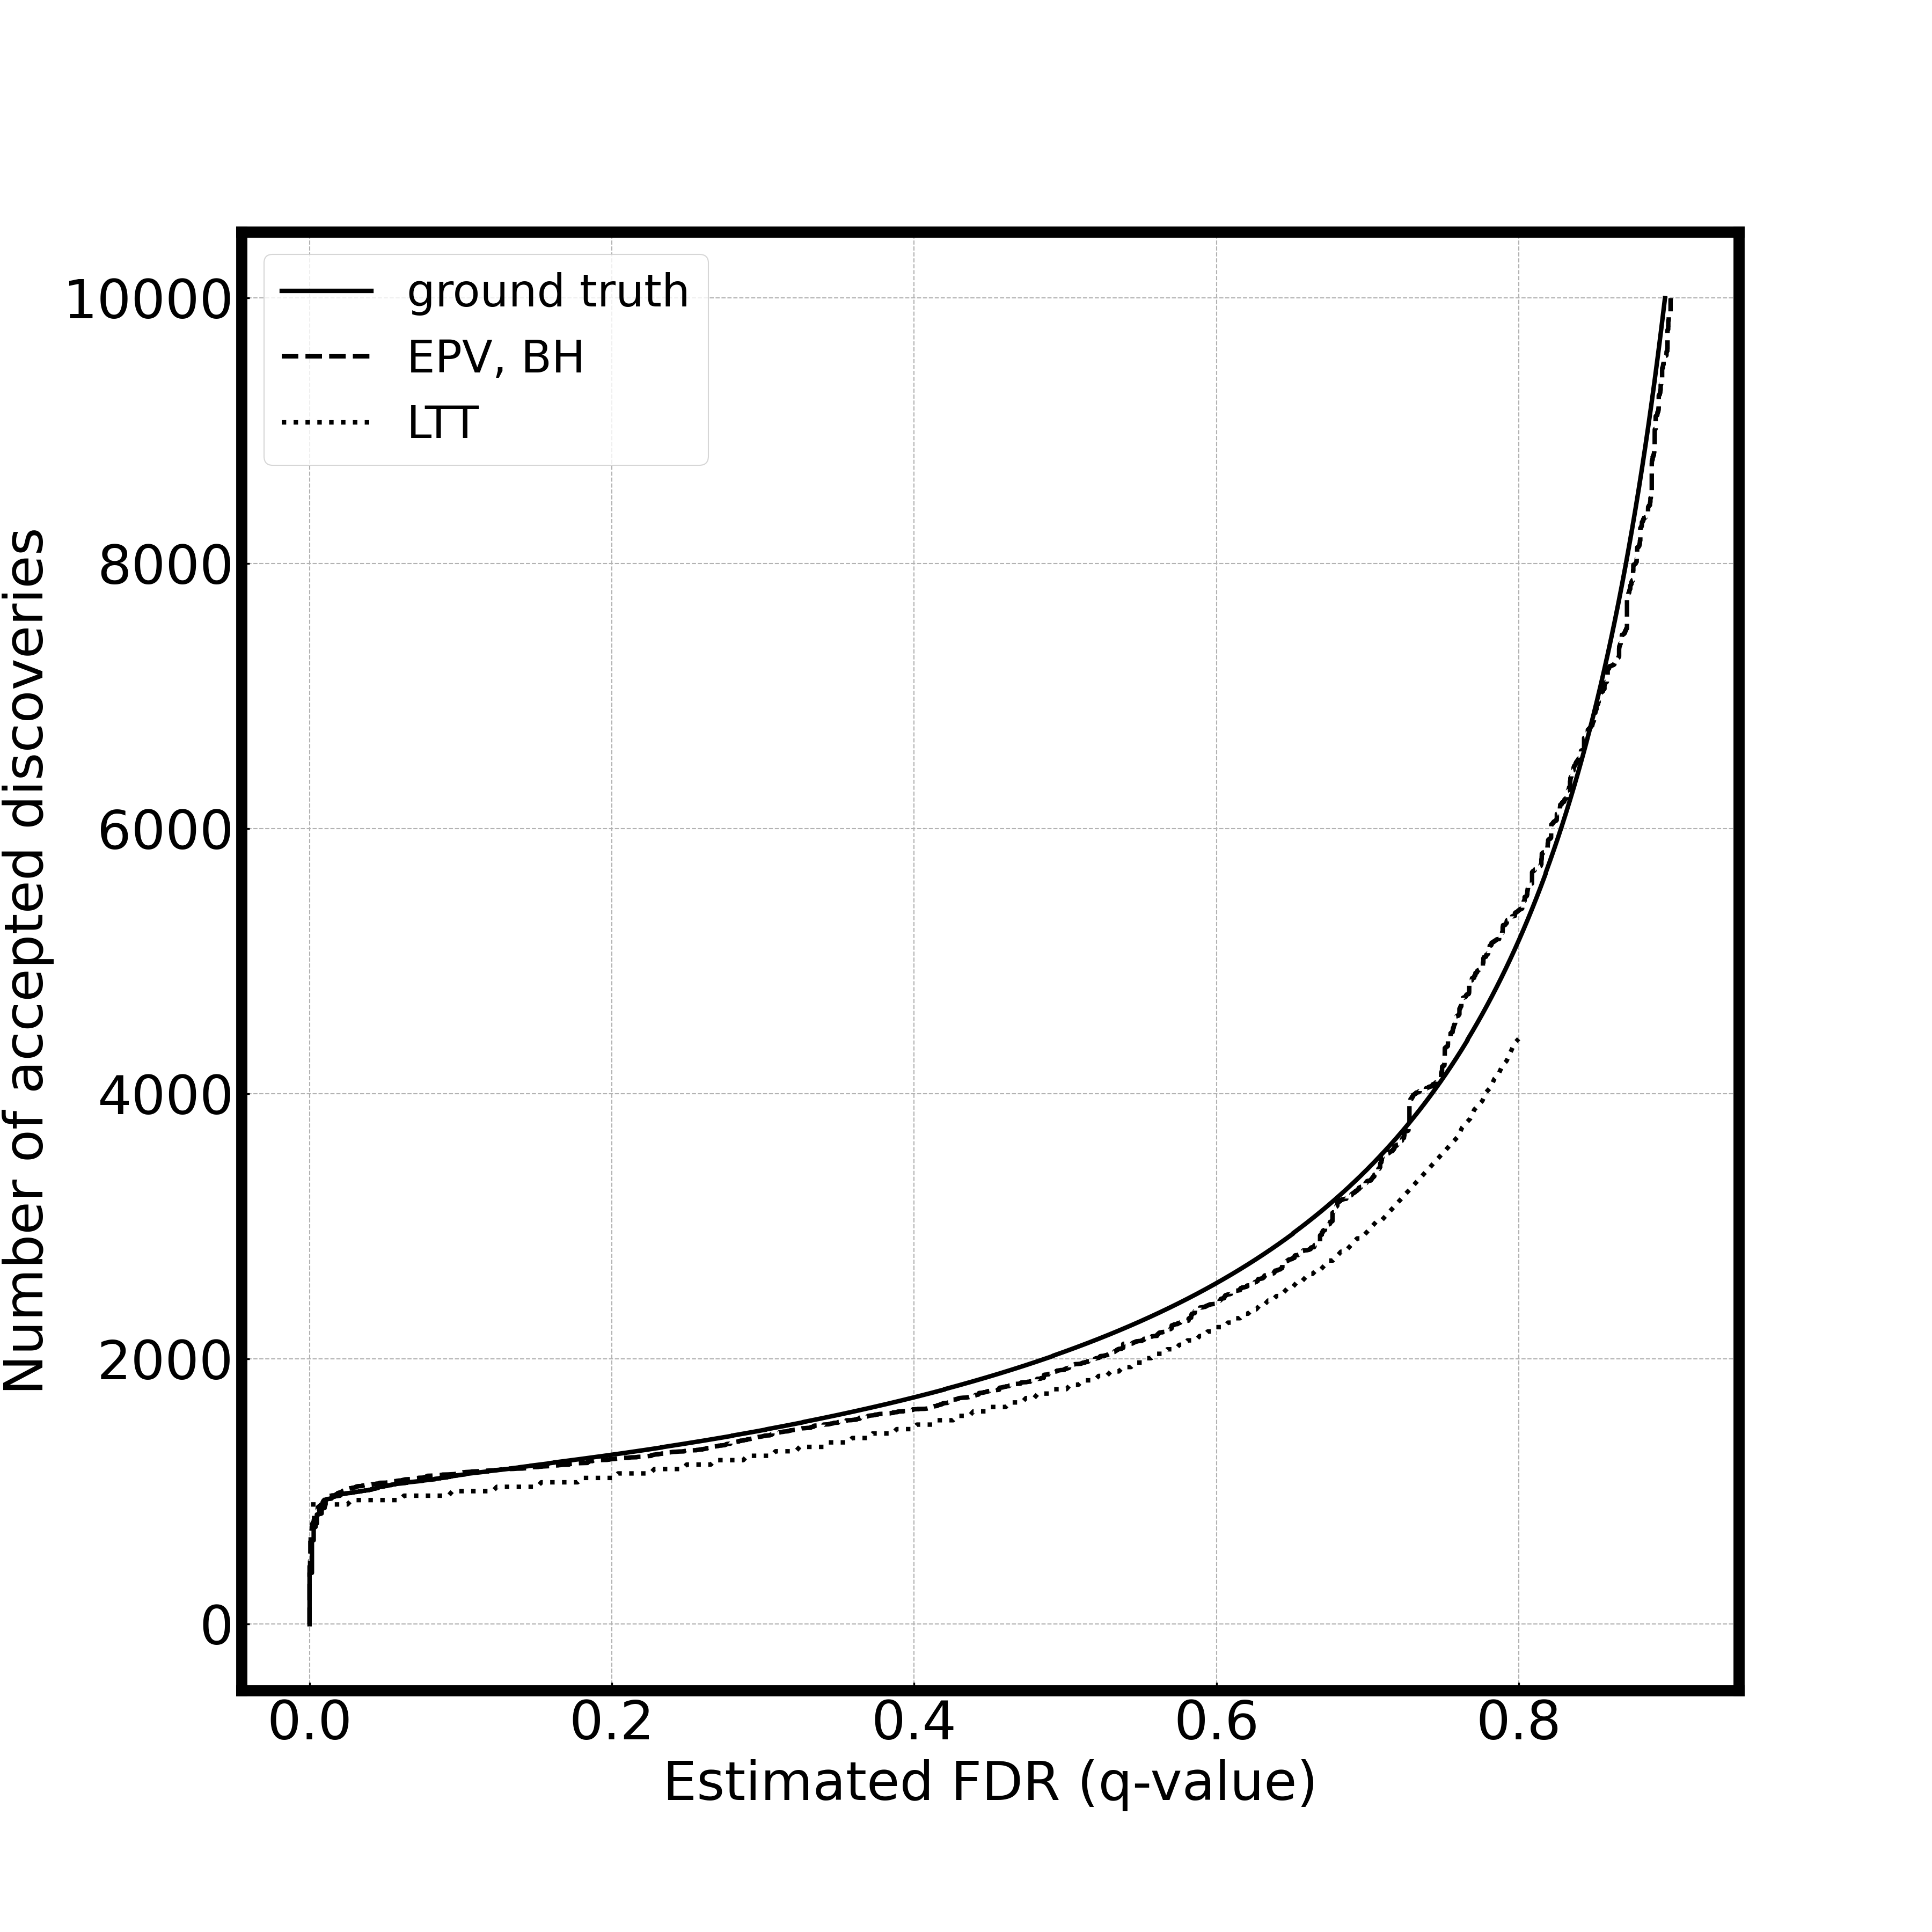 ground truth
EPV, BH
LTT
10000
8000
6000
4000
2000
0
Number of accepted discoveries
0.0 0.2 0.4 0.6 0.8
Estimated FDR (q-value)